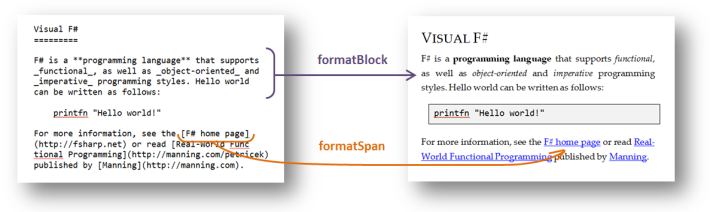 Visual F#
=========
F# is a **programming language** that supports
_functional_, as well as _object-oriented_ and
_imperative_ programming styles. Hello world
can be written as follows:
printfn "Hello world!"
For more information, see the [F# home page]
(http://fsharp.net) or read [Real-World Func
tional Programming](http://manning.com/petricek)
published by [Manning](http://manning.com).
formatBlock
formatSpan
VISUAL F#
F# is a programming language that supports functional,
as well as object-oriented and imperative programming
styles. Hello world can be written as follows:
printfn "Hello world!"
For more information, see the F# home page or read Real-
World Functional Programming published by Manning.